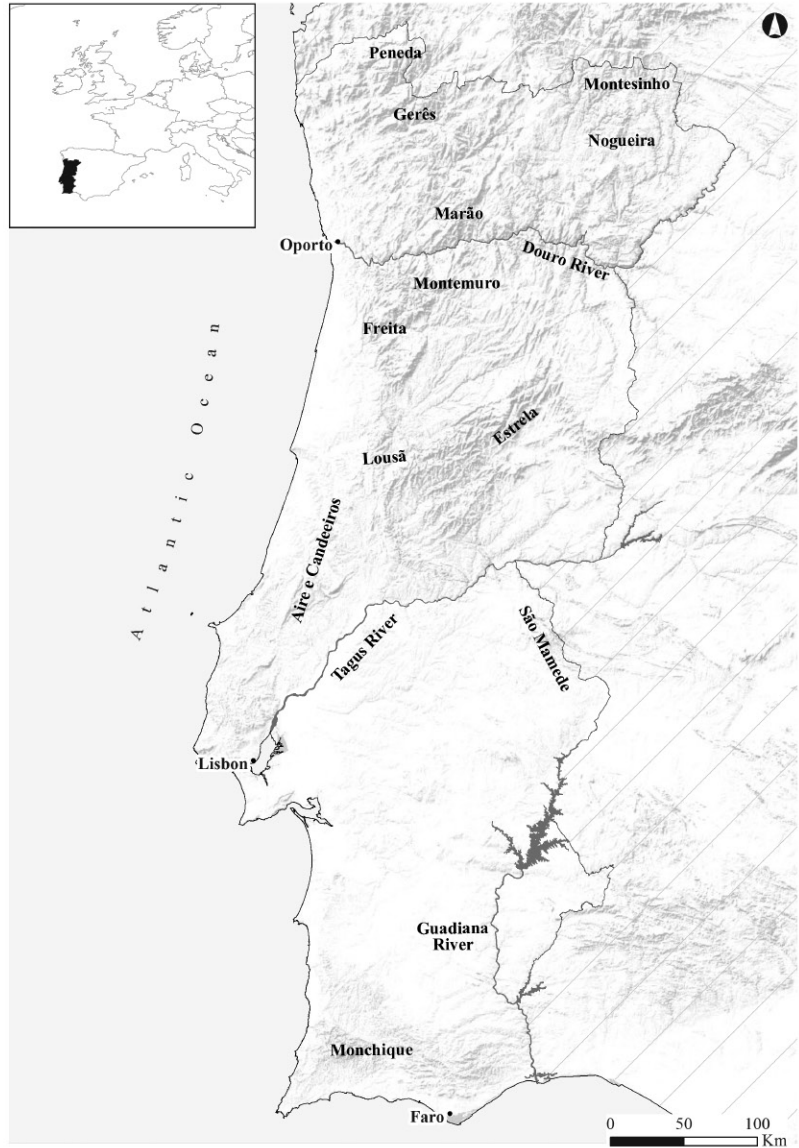 Peneda
Montesinho
Gerês
Nogueira
Marão
Oporto
Douro River
Montemuro
Freita
Atlantic Ocean
Estrela
Lousã
Aire e Candeeiros
Tagus River
São Mamede
Lisbon
Guadiana
River
Monchique
Faro
0 50 100
Km